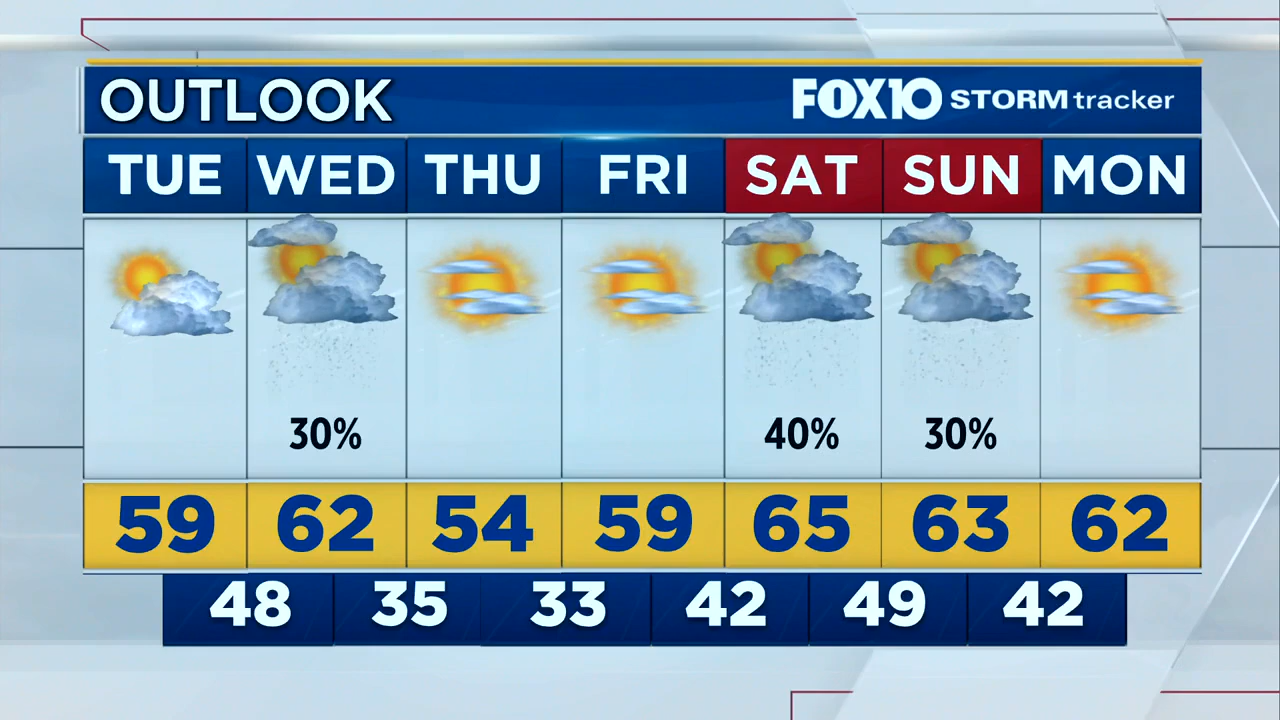 OUTLOOK FOX10 STORM tracker
TUE WED THU FRI SAT SUN MON
30% 40% 30%
59 62 54 59 65 63 62
48 35 33 42 49 42